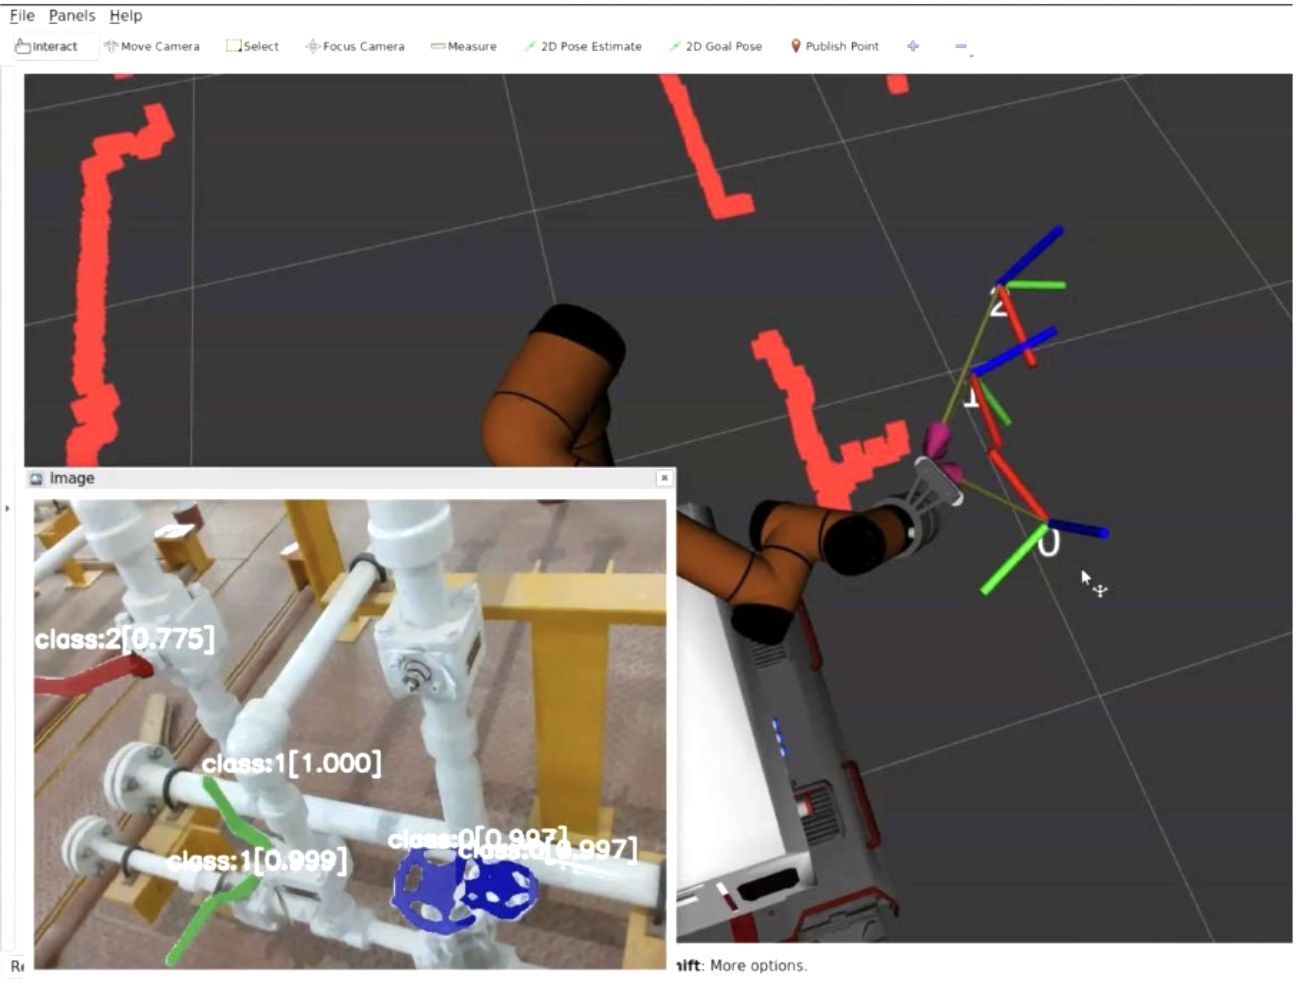 File Panels Help
Interact Move Camera Select Focus Camera Measure 2D Pose Estimate 2D Goal Pose Publish Point
2
1
0
Image
class:2[0.775]
class:1[1.000]
class:0[0.997]
class:0[0.997]
class:1[0.999]
Re
hift: More options.